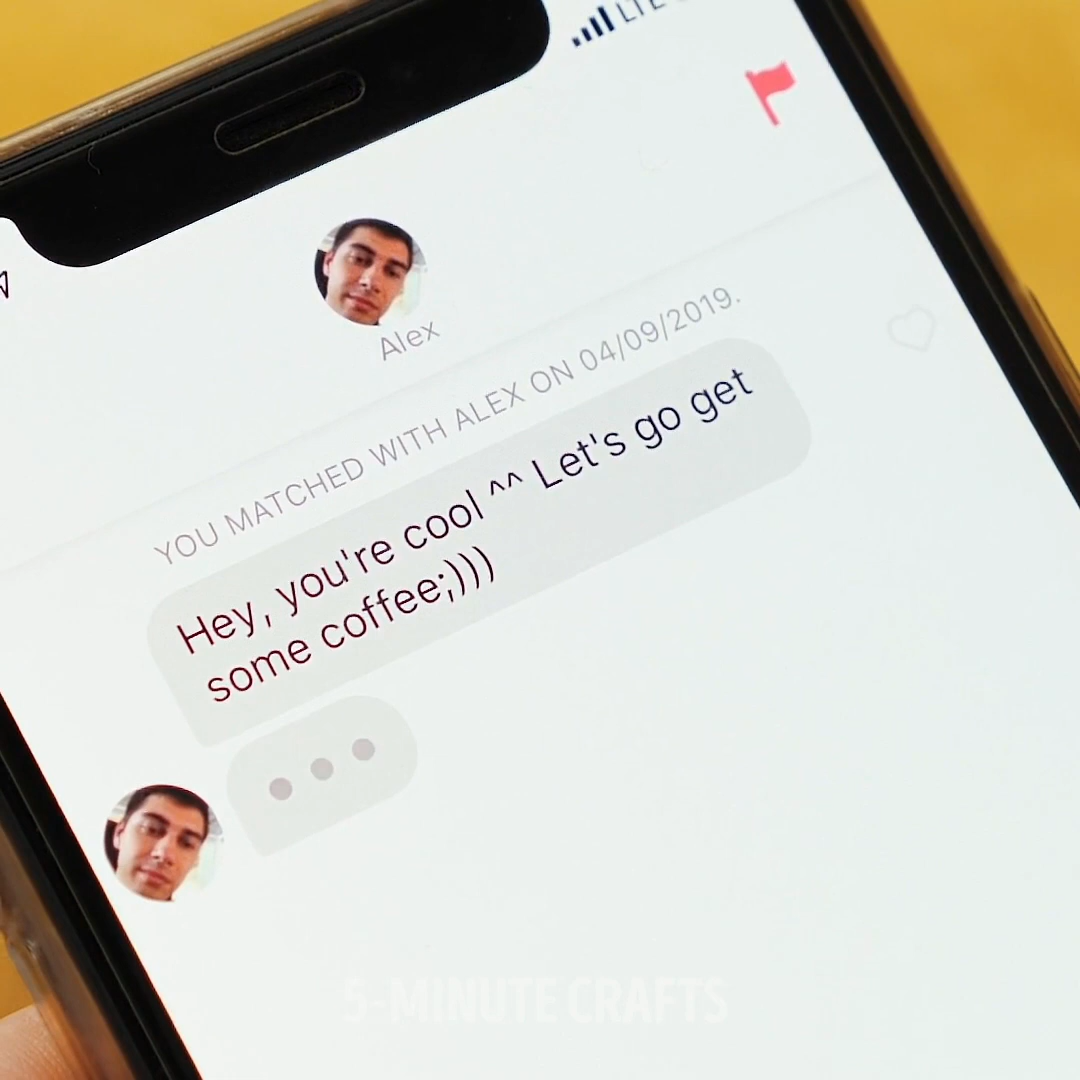 LTE
Alex
YOU MATCHED WITH ALEX ON 04/09/2019.
Hey, you're cool ^^ Let's go get
some coffee;)))
5-MINUTE CRAFTS